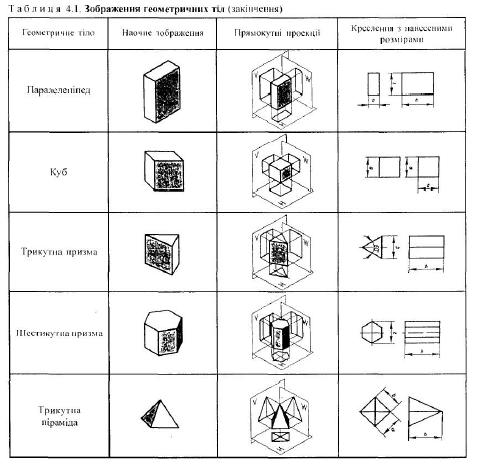 Таблиця 4.1. Зображення геометричних тіл (закінчення)
Геометричне тіло
Наочне зображення
Прямокутні проекції
Креслення з нанесеними
розмірами
Паралелепіпед
V
W
H
Куб
V
W
H
Трикутна призма
V
W
H
Шестикутна призма
V
W
H
Трикутна
піраміда
V
W
H